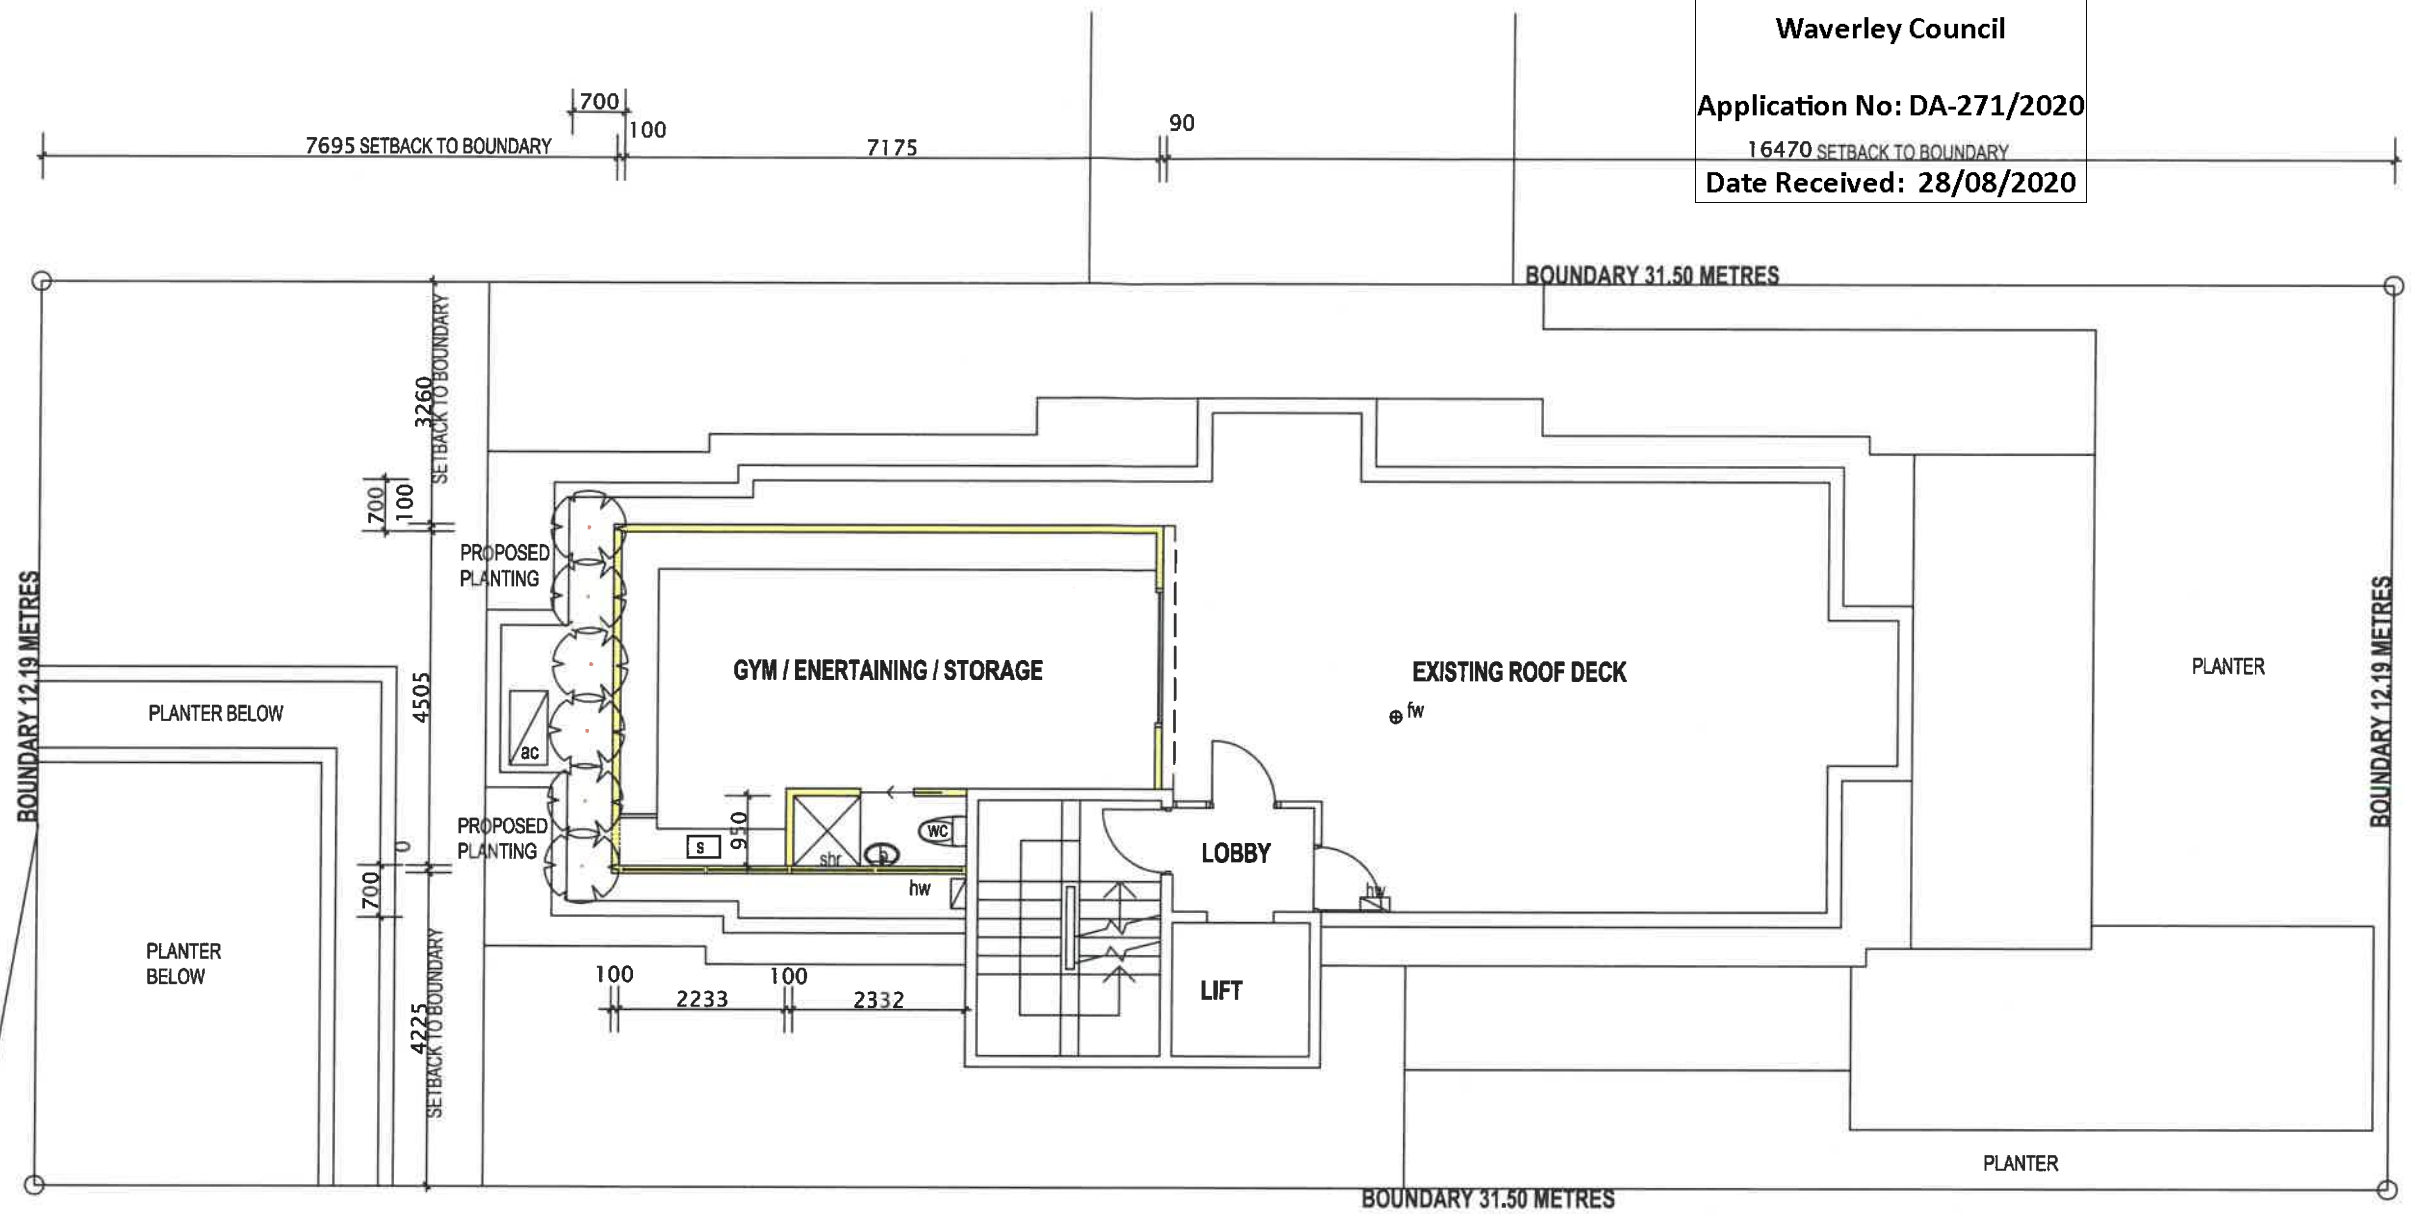 Waverley Council
Application No: DA-271/2020
Date Received: 28/08/2020
700
100
7695 SETBACK TO BOUNDARY
7175
90
16470 SETBACK TO BOUNDARY
BOUNDARY 31.50 METRES
3260
SETBACK TO BOUNDARY
700
100
PROPOSED
PLANTING
BOUNDARY 12.19 METRES
GYM / ENERTAINING / STORAGE
EXISTING ROOF DECK
fw
PLANTER
BOUNDARY 12.19 METRES
4505
PLANTER BELOW
ac
PROPOSED
PLANTING
0
700
s
950
shr
b
WC
hw
LOBBY
hw
PLANTER
BELOW
4225
SETBACK TO BOUNDARY
100
2233
100
2332
LIFT
PLANTER
BOUNDARY 31.50 METRES